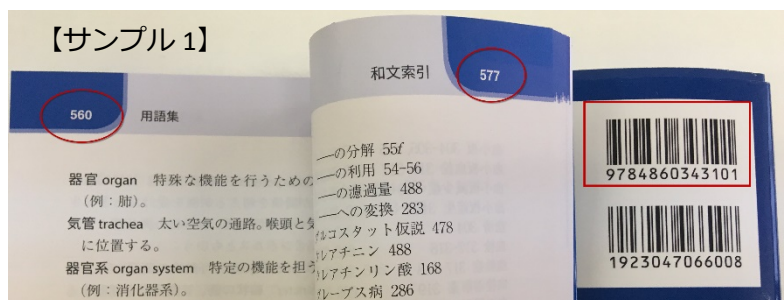 【サンプル1】
560 用語集
器官 organ 特殊な機能を行うための
(例:肺)。
気管 trachea 太い空気の通路。喉頭と気
に位置する。
器官系 organ system 特定の機能を担う
(例:消化器系)。
和文索引 577
──の分解 55f
──の利用 54-56
──の濾過量 488
──への変換 283
ルコスタット仮説 478
レアチニン 488
レアチンリン酸 168
レーブス病 286
9784860343101
1923047066008